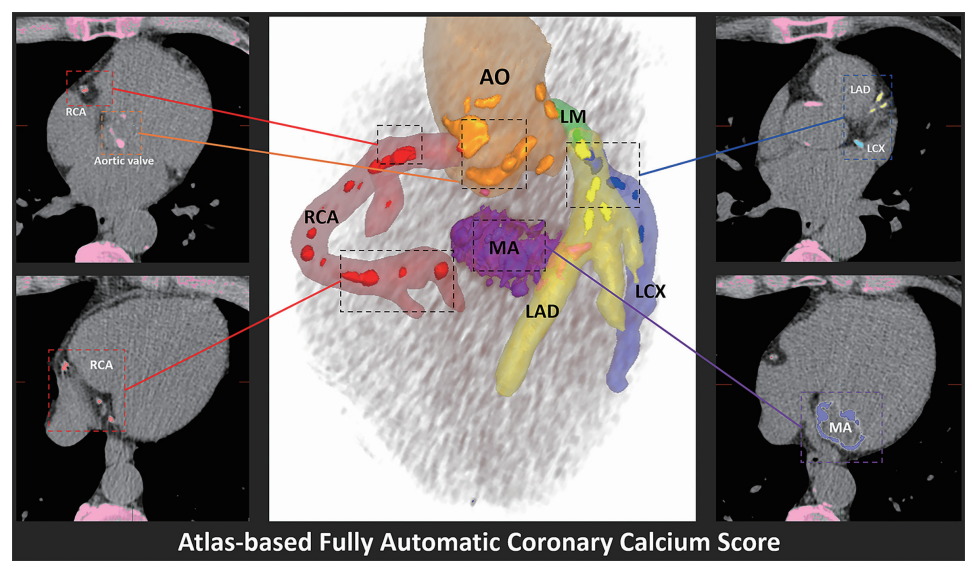 RCA
Aortic valve
AO
LM
RCA
MA
LAD
LCX
LAD
LCX
RCA
MA
Atlas-based Fully Automatic Coronary Calcium Score